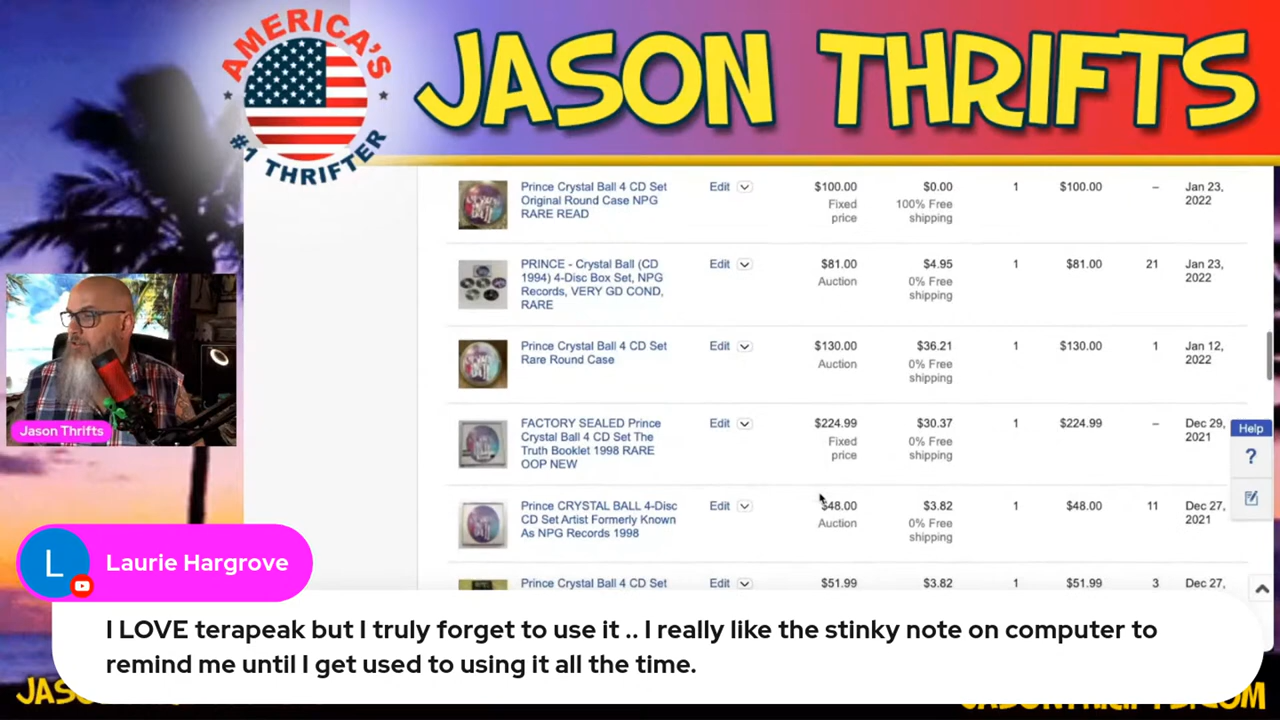 AMERICA'S
#1 THRIFTER
JASON THRIFTS
Prince Crystal Ball 4 CD Set
Original Round Case NPG
RARE READ
Edit
$100.00
Fixed
price
$0.00
100% Free
shipping
1
$100.00
–
Jan 23,
2022
PRINCE - Crystal Ball (CD
1994) 4-Disc Box Set, NPG
Records, VERY GD COND,
RARE
Edit
$81.00
Auction
$4.95
0% Free
shipping
1
$81.00
21
Jan 23,
2022
Prince Crystal Ball 4 CD Set
Rare Round Case
Edit
$130.00
Auction
$36.21
0% Free
shipping
1
$130.00
1
Jan 12,
2022
FACTORY SEALED Prince
Crystal Ball 4 CD Set The
Truth Booklet 1998 RARE
OOP NEW
Edit
$224.99
Fixed
price
$30.37
0% Free
shipping
1
$224.99
–
Dec 29,
2021
Help
?
Prince CRYSTAL BALL 4-Disc
CD Set Artist Formerly Known
As NPG Records 1998
Edit
$48.00
Auction
$3.82
0% Free
shipping
1
$48.00
11
Dec 27,
2021
Prince Crystal Ball 4 CD Set
Edit
$51.99
$3.82
1
$51.99
3
Dec 27,
Jason Thrifts
L
Laurie Hargrove
I LOVE terapeak but I truly forget to use it .. I really like the stinky note on computer to
remind me until I get used to using it all the time.